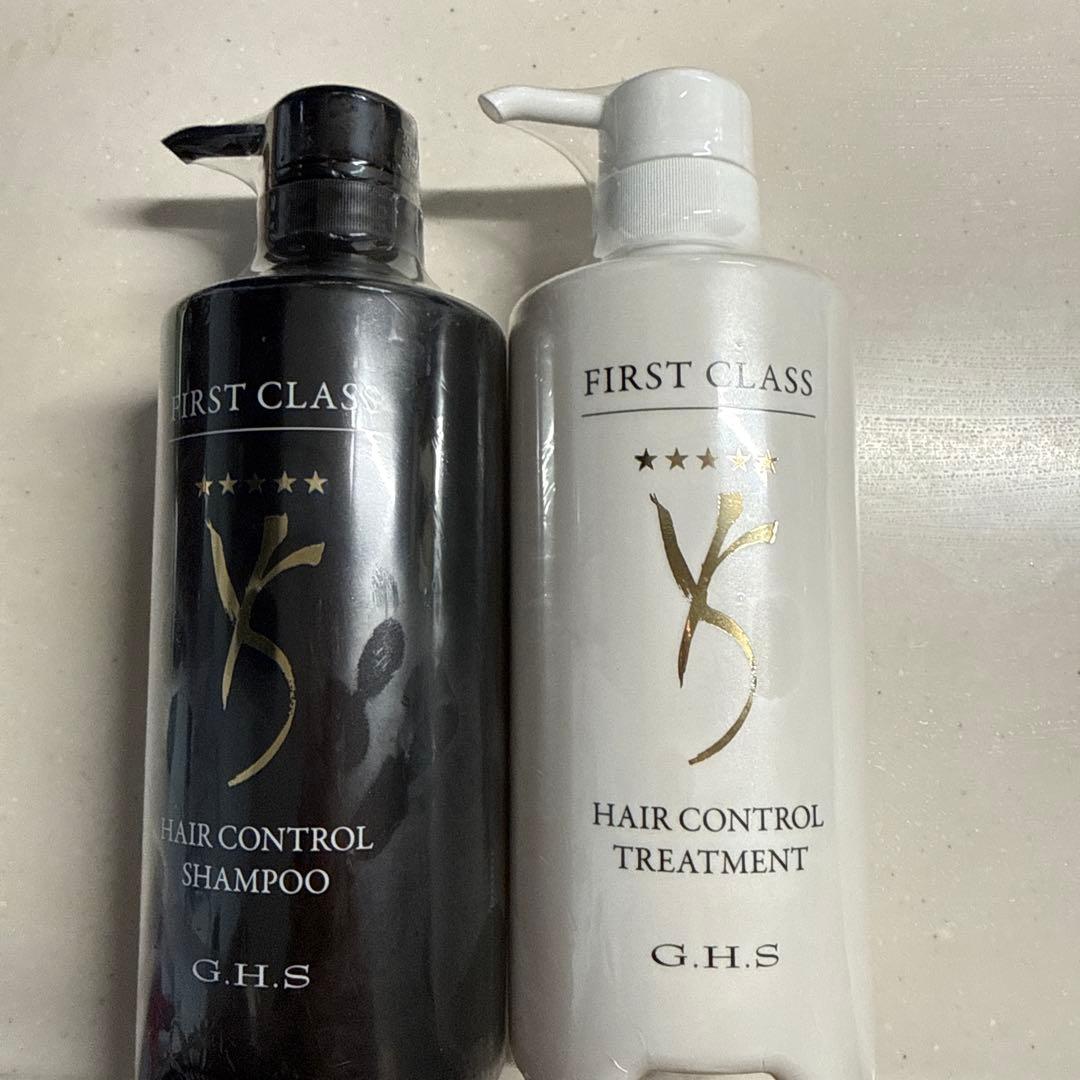 FIRST CLASS
HAIR CONTROL
SHAMPOO
G.H.S
FIRST CLASS
HAIR CONTROL
TREATMENT
G.H.S